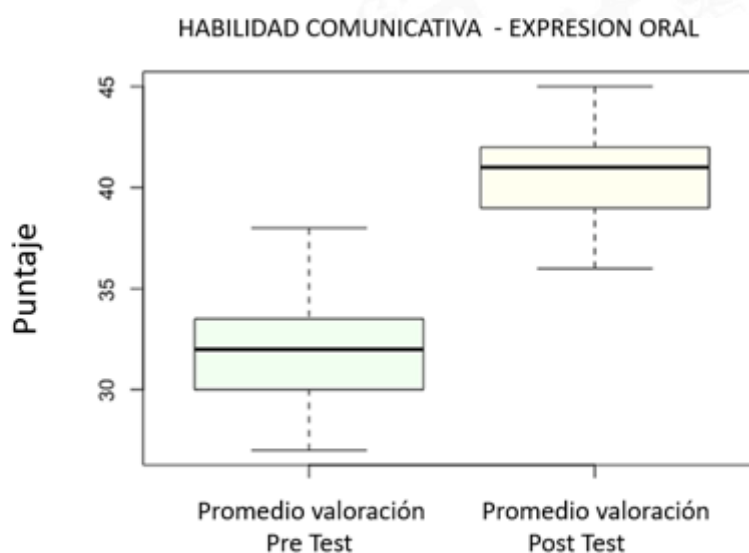 HABILIDAD COMUNICATIVA - EXPRESION ORAL
Puntaje
45
40
35
30
Promedio valoración
Pre Test
Promedio valoración
Post Test